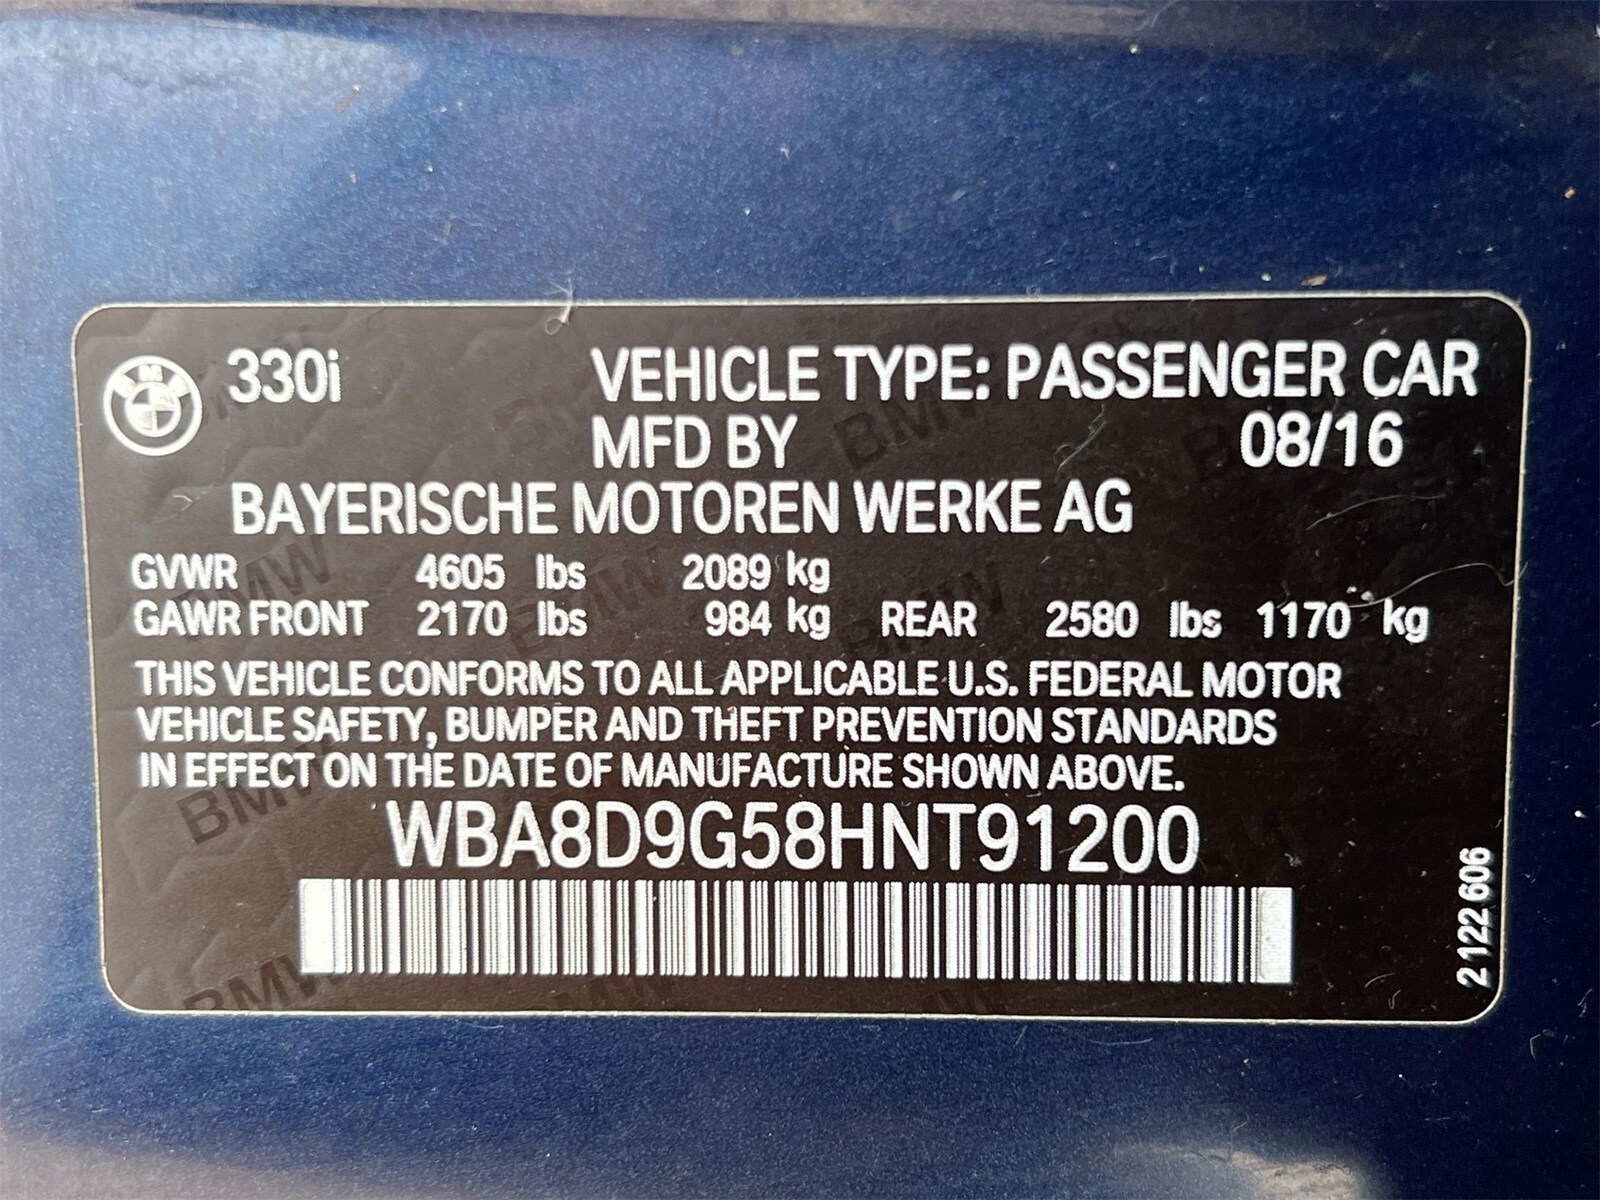 330i VEHICLE TYPE: PASSENGER CAR
MFD BY 08/16
BAYERISCHE MOTOREN WERKE AG
GVWR 4605 lbs 2089 kg
GAWR FRONT 2170 lbs 984 kg REAR 2580 lbs 1170 kg
THIS VEHICLE CONFORMS TO ALL APPLICABLE U.S. FEDERAL MOTOR
VEHICLE SAFETY, BUMPER AND THEFT PREVENTION STANDARDS
IN EFFECT ON THE DATE OF MANUFACTURE SHOWN ABOVE.
WBA8D9G58HNT91200
2 122 606